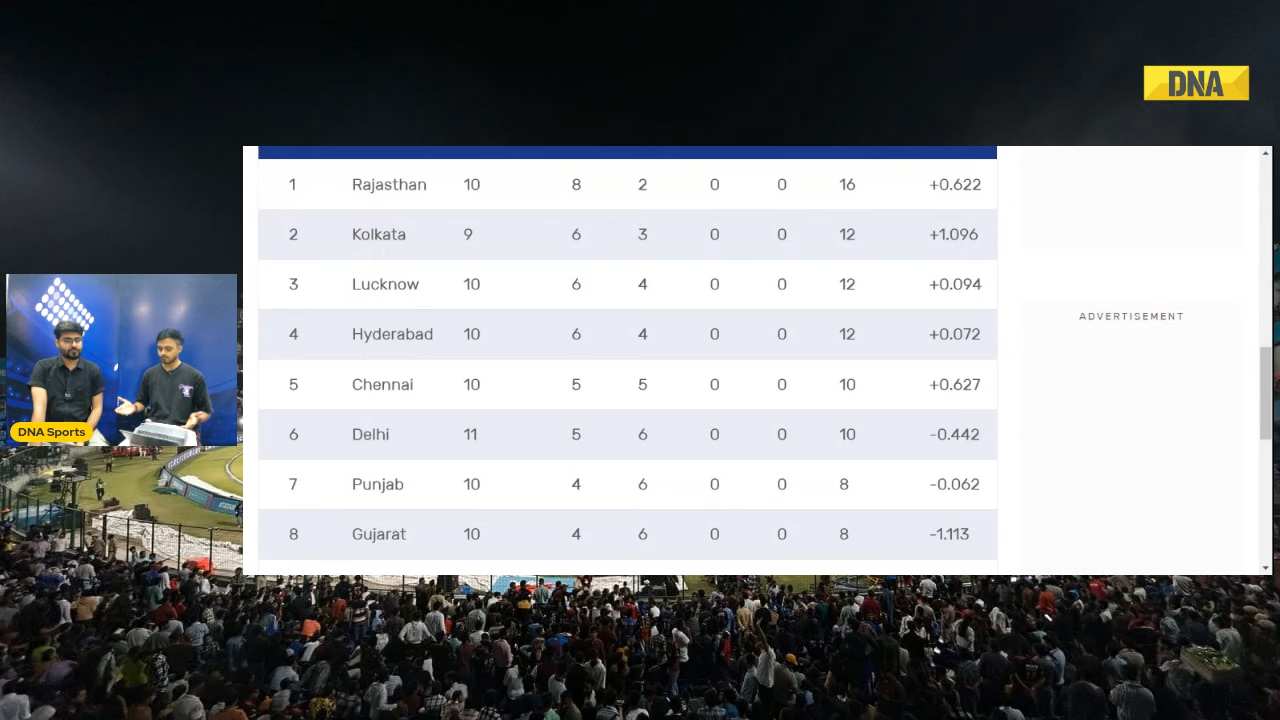 DNA
1 Rajasthan 10 8 2 0 0 16 +0.622
2 Kolkata 9 6 3 0 0 12 +1.096
3 Lucknow 10 6 4 0 0 12 +0.094
ADVERTISEMENT
4 Hyderabad 10 6 4 0 0 12 +0.072
5 Chennai 10 5 5 0 0 10 +0.627
DNA Sports
6 Delhi 11 5 6 0 0 10 -0.442
7 Punjab 10 4 6 0 0 8 -0.062
8 Gujarat 10 4 6 0 0 8 -1.113